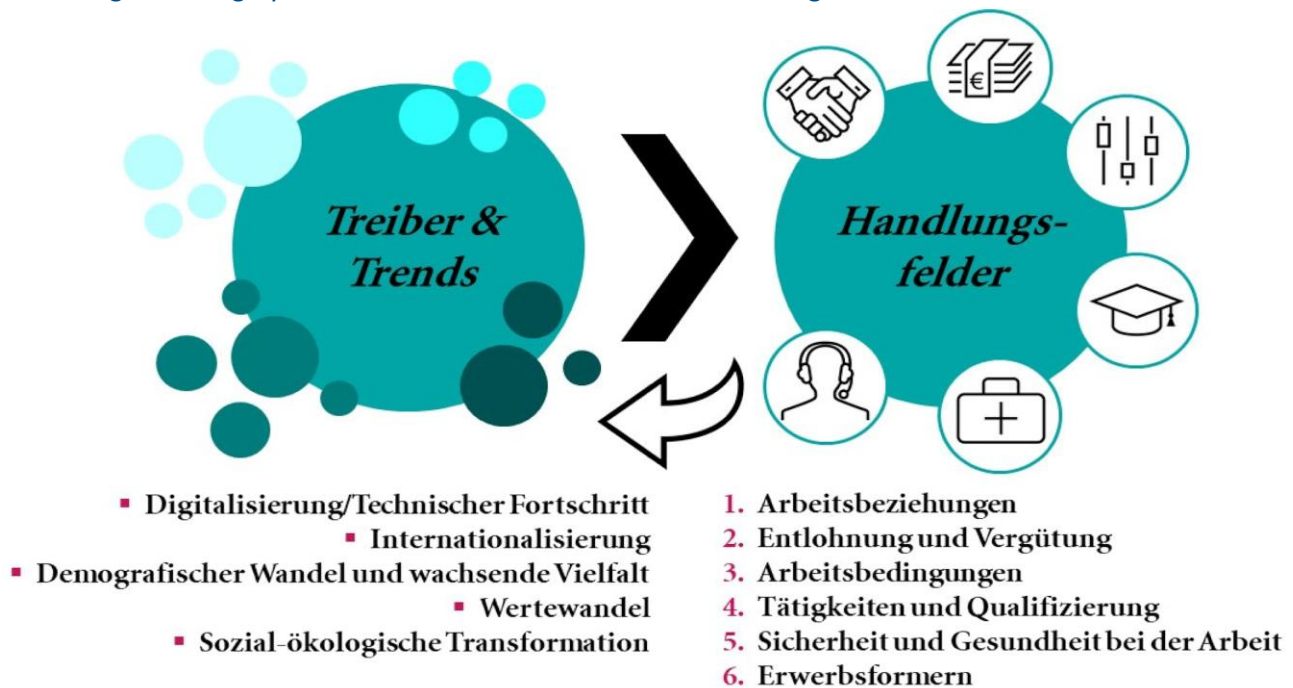 Treiber &
Trends
Handlungs-
felder
€
▪ Digitalisierung/Technischer Fortschritt
▪ Internationalisierung
▪ Demografischer Wandel und wachsende Vielfalt
▪ Wertewandel
▪ Sozial-ökologische Transformation
1. Arbeitsbeziehungen
2. Entlohnung und Vergütung
3. Arbeitsbedingungen
4. Tätigkeiten und Qualifizierung
5. Sicherheit und Gesundheit bei der Arbeit
6. Erwerbsformern